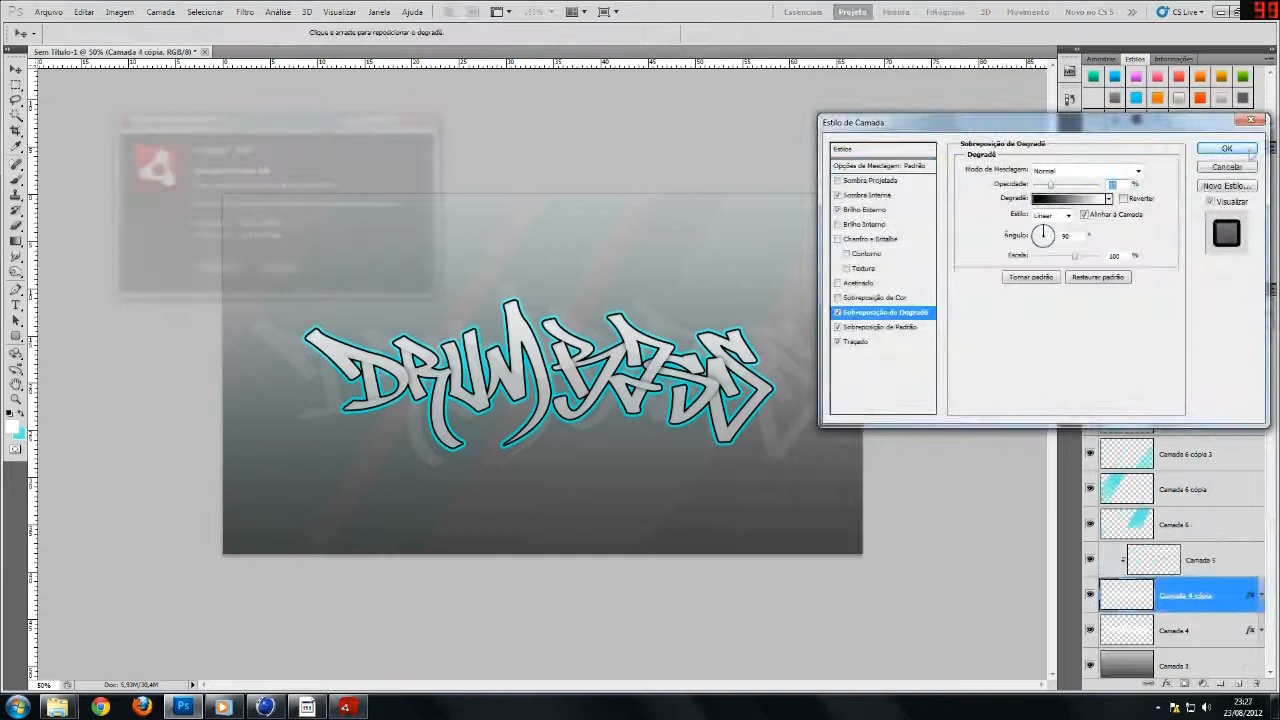 Arquivo Editar Imagem Camada Selecionar Filtro Análise 3D Visualizar Janela Ajuda
Essenciais Projeto Pintura Fotografia 3D Movimento Novo no CS 5 CS Live
Clique e arraste para reposicionar o degradê.
Sem Título-1 @ 50% (Camada 4 cópia, RGB/8) *
Amostras Estilos Informações
Estilo de Camada
Estilos
Opções de Mesclagem: Padrão
Sombra Projetada
Sombra Interna
Brilho Externo
Brilho Interno
Chanfro e Entalhe
Contorno
Textura
Acetinado
Sobreposição de Cor
Sobreposição de Degradê
Sobreposição de Padrão
Traçado
Sobreposição de Degradê
Degradê
Modo de Mesclagem: Normal
Opacidade: %
Degradê: Reverter
Estilo: Linear Alinhar à Camada
Ângulo: 90 °
Escala: 100 %
Tornar padrão Restaurar padrão
OK
Cancelar
Novo Estilo...
Visualizar
DRUMBASS
Camada 6 cópia 3
Camada 6 cópia
Camada 6
Camada 5
Camada 4 cópia fx
Camada 4 fx
50% Doc: 5,93M/30,4M
Ps
23:27
23/08/2012